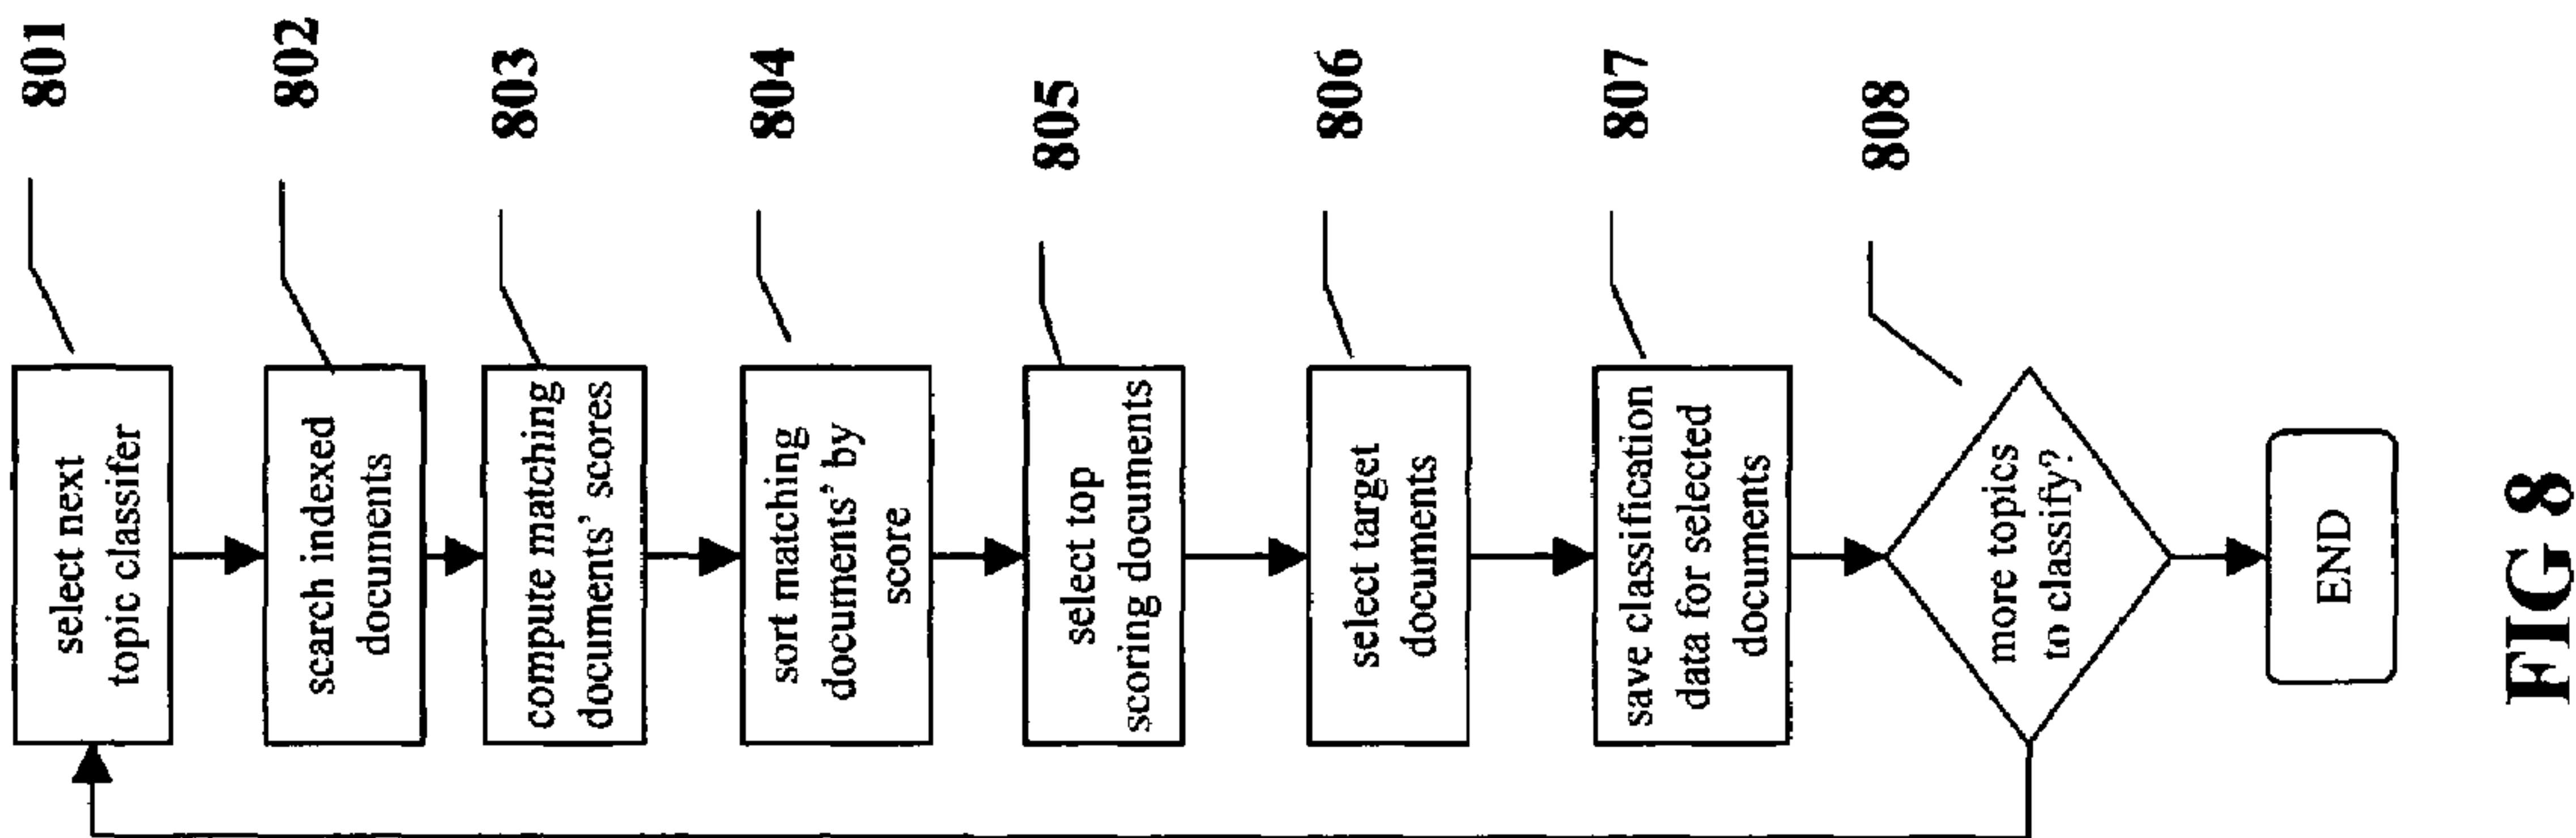 801
select next
topic classifer
802
scarch indexed
documents
803
compute matching
documents' scores
804
sort matching
documents' by
score
805
select top
scoring documents
806
select target
documents
807
save classification
data for selected
documents
808
more topics
to classify?
END
FIG 8